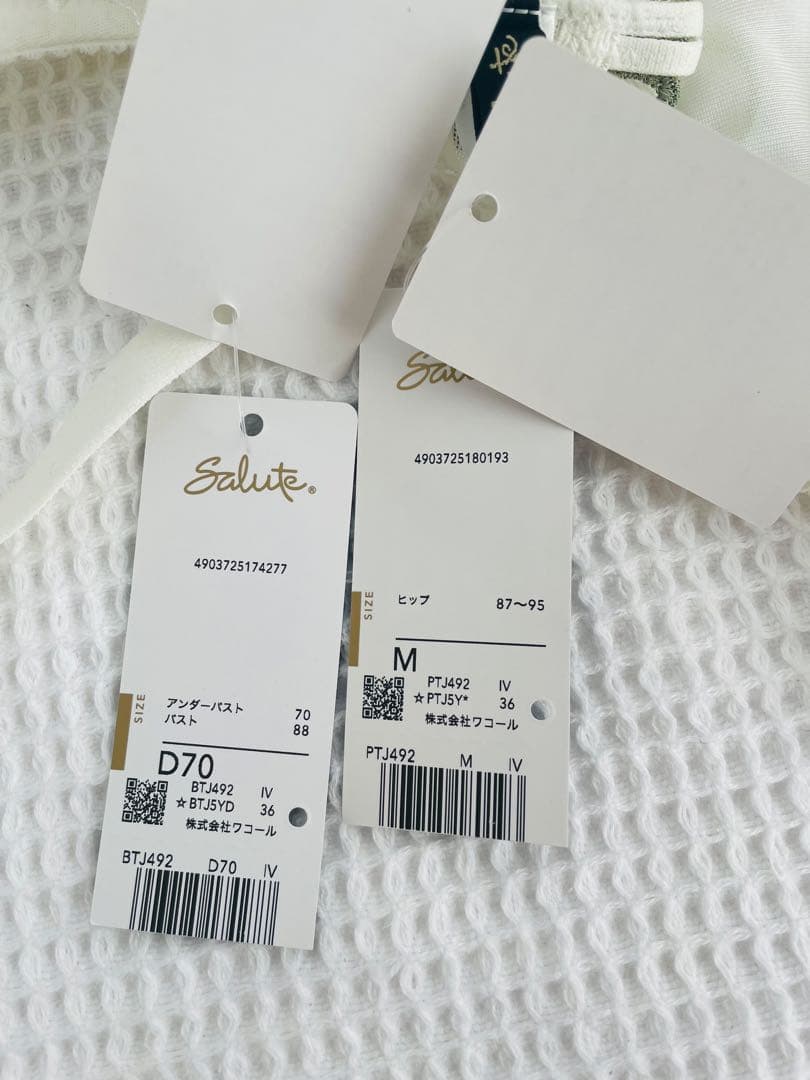 Salute®
4903725174277
SIZE
アンダーバスト 70
バスト 88
D70
BTJ492 IV
☆BTJ5YD 36
株式会社ワコール
BTJ492 D70 IV
4903725180193
SIZE
ヒップ 87〜95
M
PTJ492 IV
☆PTJ5Y* 36
株式会社ワコール
PTJ492 M IV